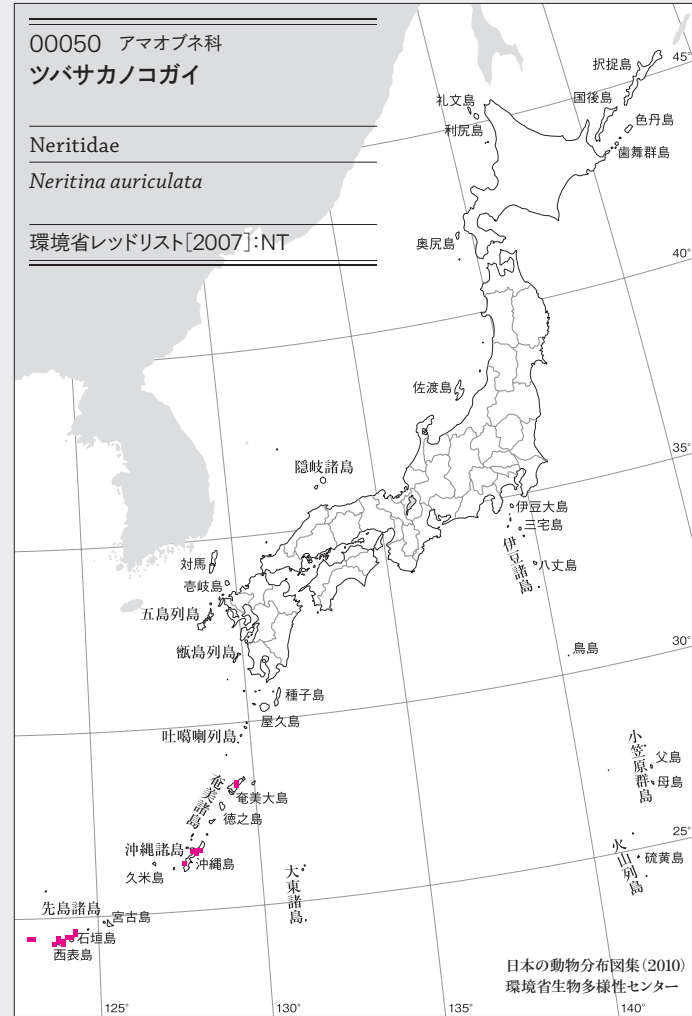 00050 アマオブネ科
ツバサカノコガイ
Neritidae
Neritina auriculata
環境省レッドリスト[2007]:NT
択捉島
45°
国後島
礼文島
色丹島
利尻島
歯舞群島
奥尻島
40°
佐渡島
35°
隠岐諸島
伊豆大島
三宅島
伊豆諸島
八丈島
対馬
壱岐島
五島列島
甑島列島
鳥島
30°
種子島
屋久島
吐噶喇列島
小笠原群島
父島
母島
奄美諸島
奄美大島
徳之島
25°
沖縄諸島
沖縄島
火山列島
硫黄島
久米島
大東諸島
先島諸島
宮古島
石垣島
西表島
日本の動物分布図集(2010)
環境省生物多様性センター
125°
130°
135°
140°